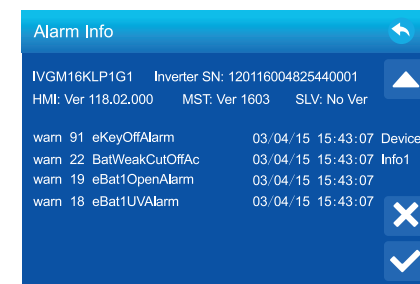 Alarm Info
IVGM16KLP1G1 Inverter SN: 120116004825440001
HMI: Ver 118.02.000 MST: Ver 1603 SLV: No Ver
warn 91 eKeyOffAlarm 03/04/15 15:43:07 Device
warn 22 BatWeakCutOffAc 03/04/15 15:43:07 Info1
warn 19 eBat1OpenAlarm 03/04/15 15:43:07
warn 18 eBat1UVAlarm 03/04/15 15:43:07